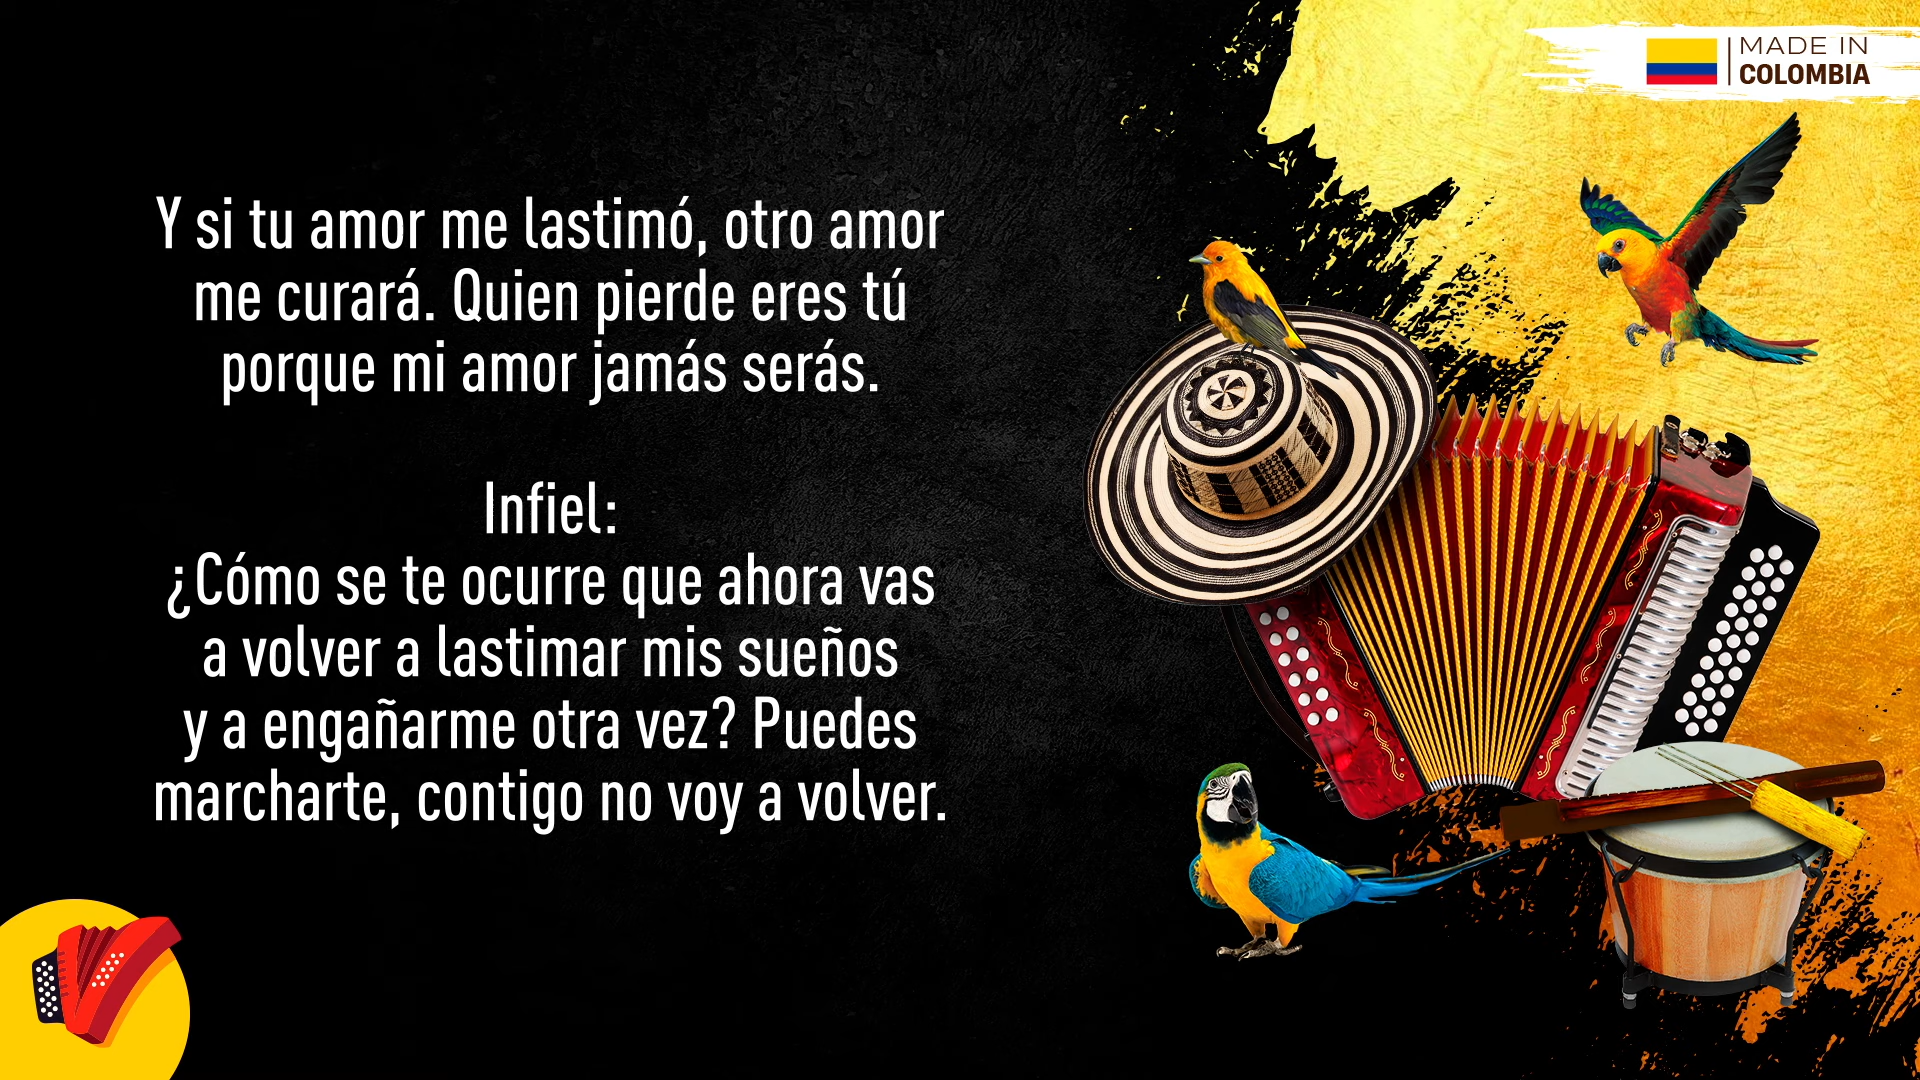 MADE IN
COLOMBIA
Y si tu amor me lastimó, otro amor
me curará. Quien pierde eres tú
porque mi amor jamás serás.
Infiel:
¿Cómo se te ocurre que ahora vas
a volver a lastimar mis sueños
y a engañarme otra vez? Puedes
marcharte, contigo no voy a volver.